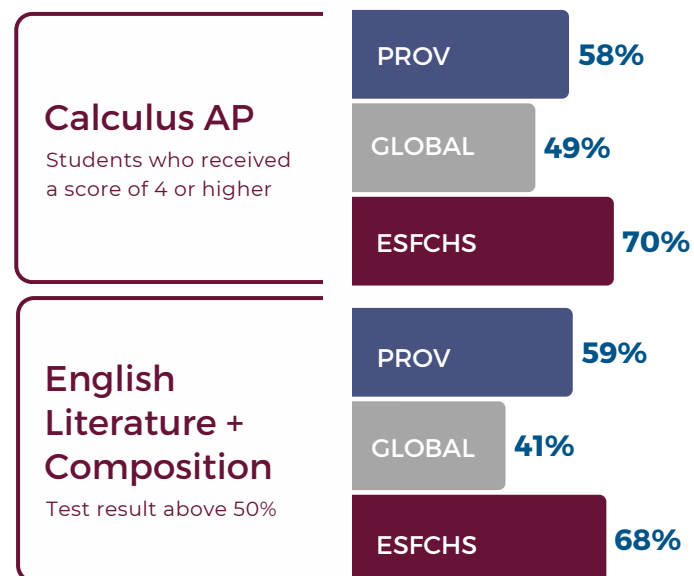 Calculus AP
Students who received
a score of 4 or higher
PROV 58%
GLOBAL 49%
ESFCHS 70%
English
Literature +
Composition
Test result above 50%
PROV 59%
GLOBAL 41%
ESFCHS 68%